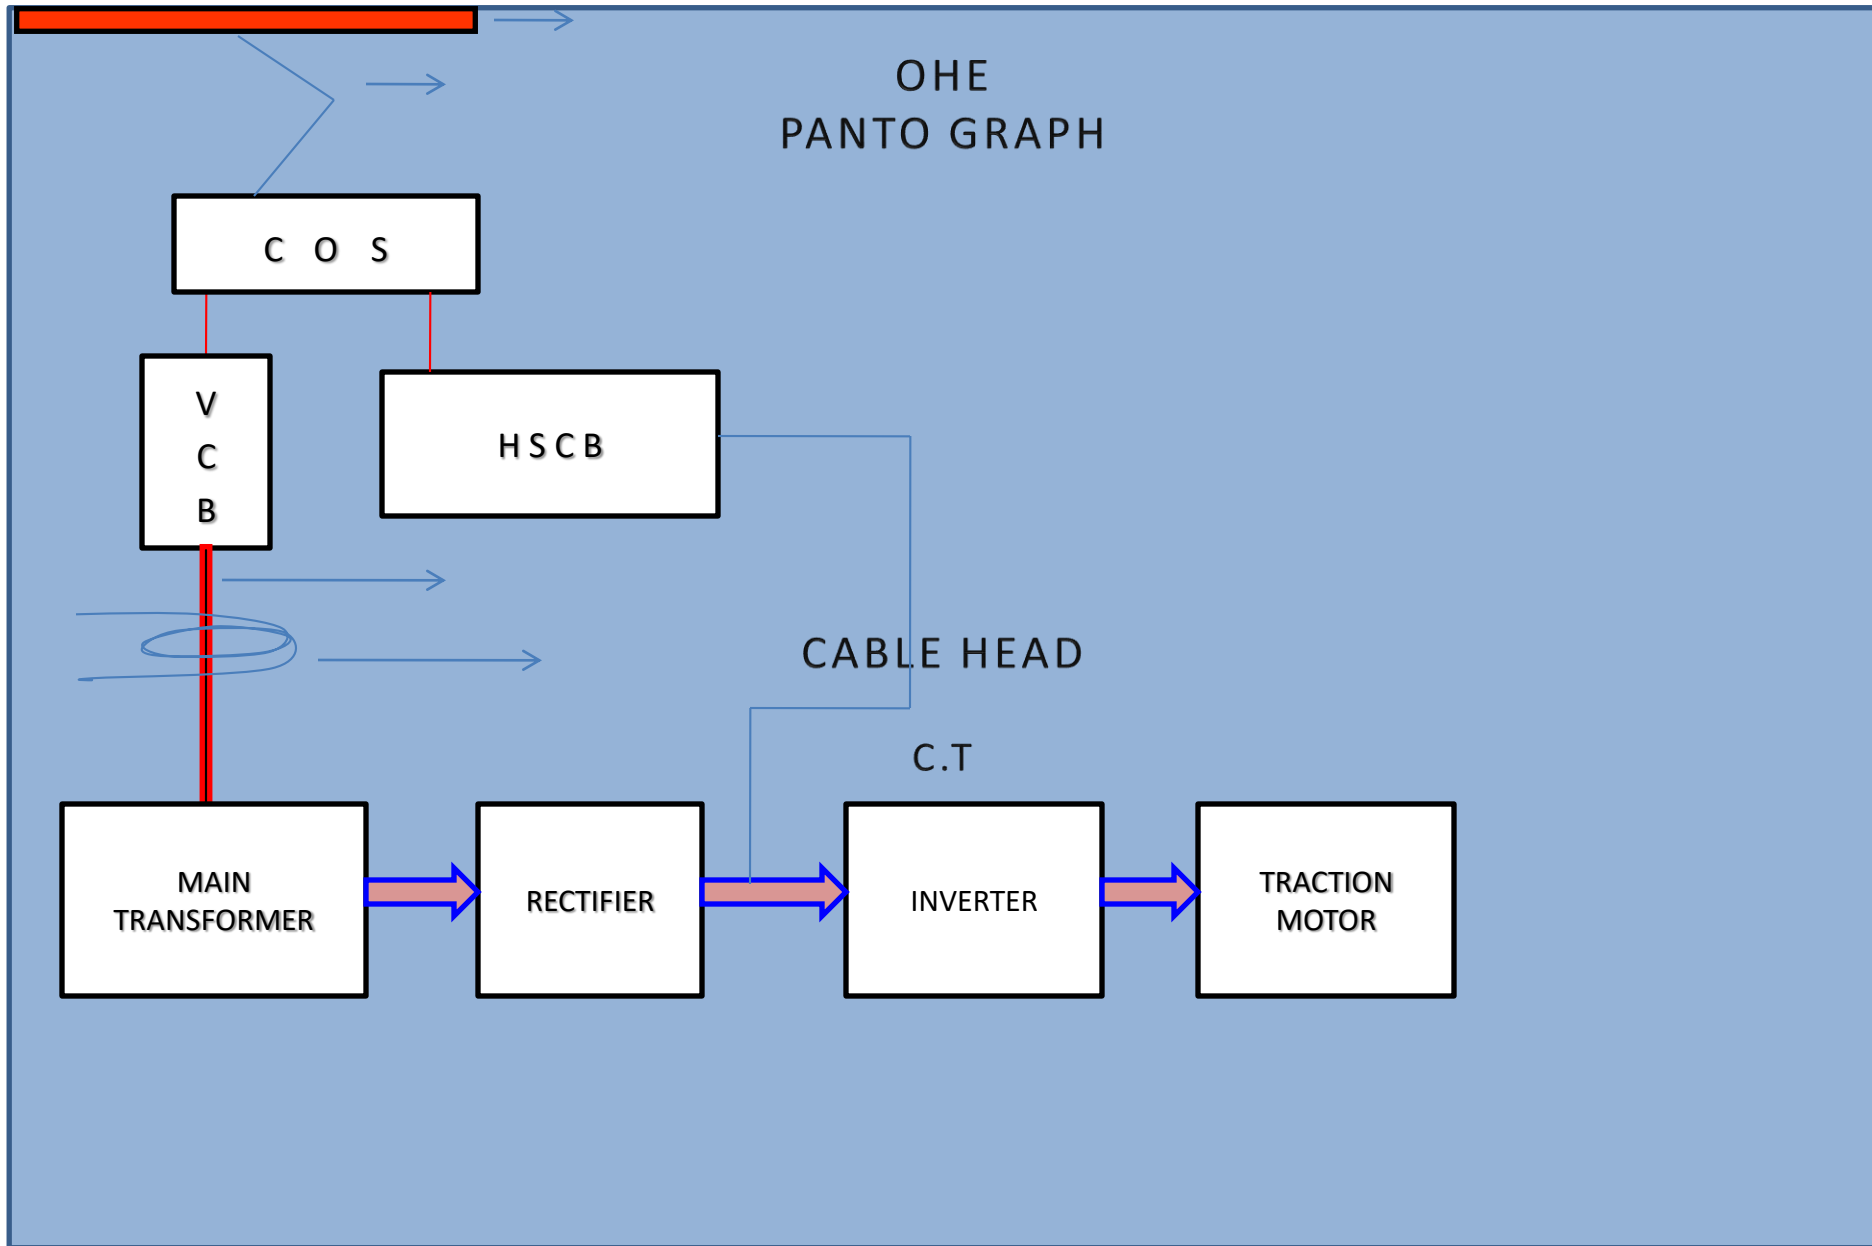 OHE
PANTO GRAPH
C O S
V
C
B
H S C B
CABLE HEAD
C.T
MAIN
TRANSFORMER
RECTIFIER
INVERTER
TRACTION
MOTOR